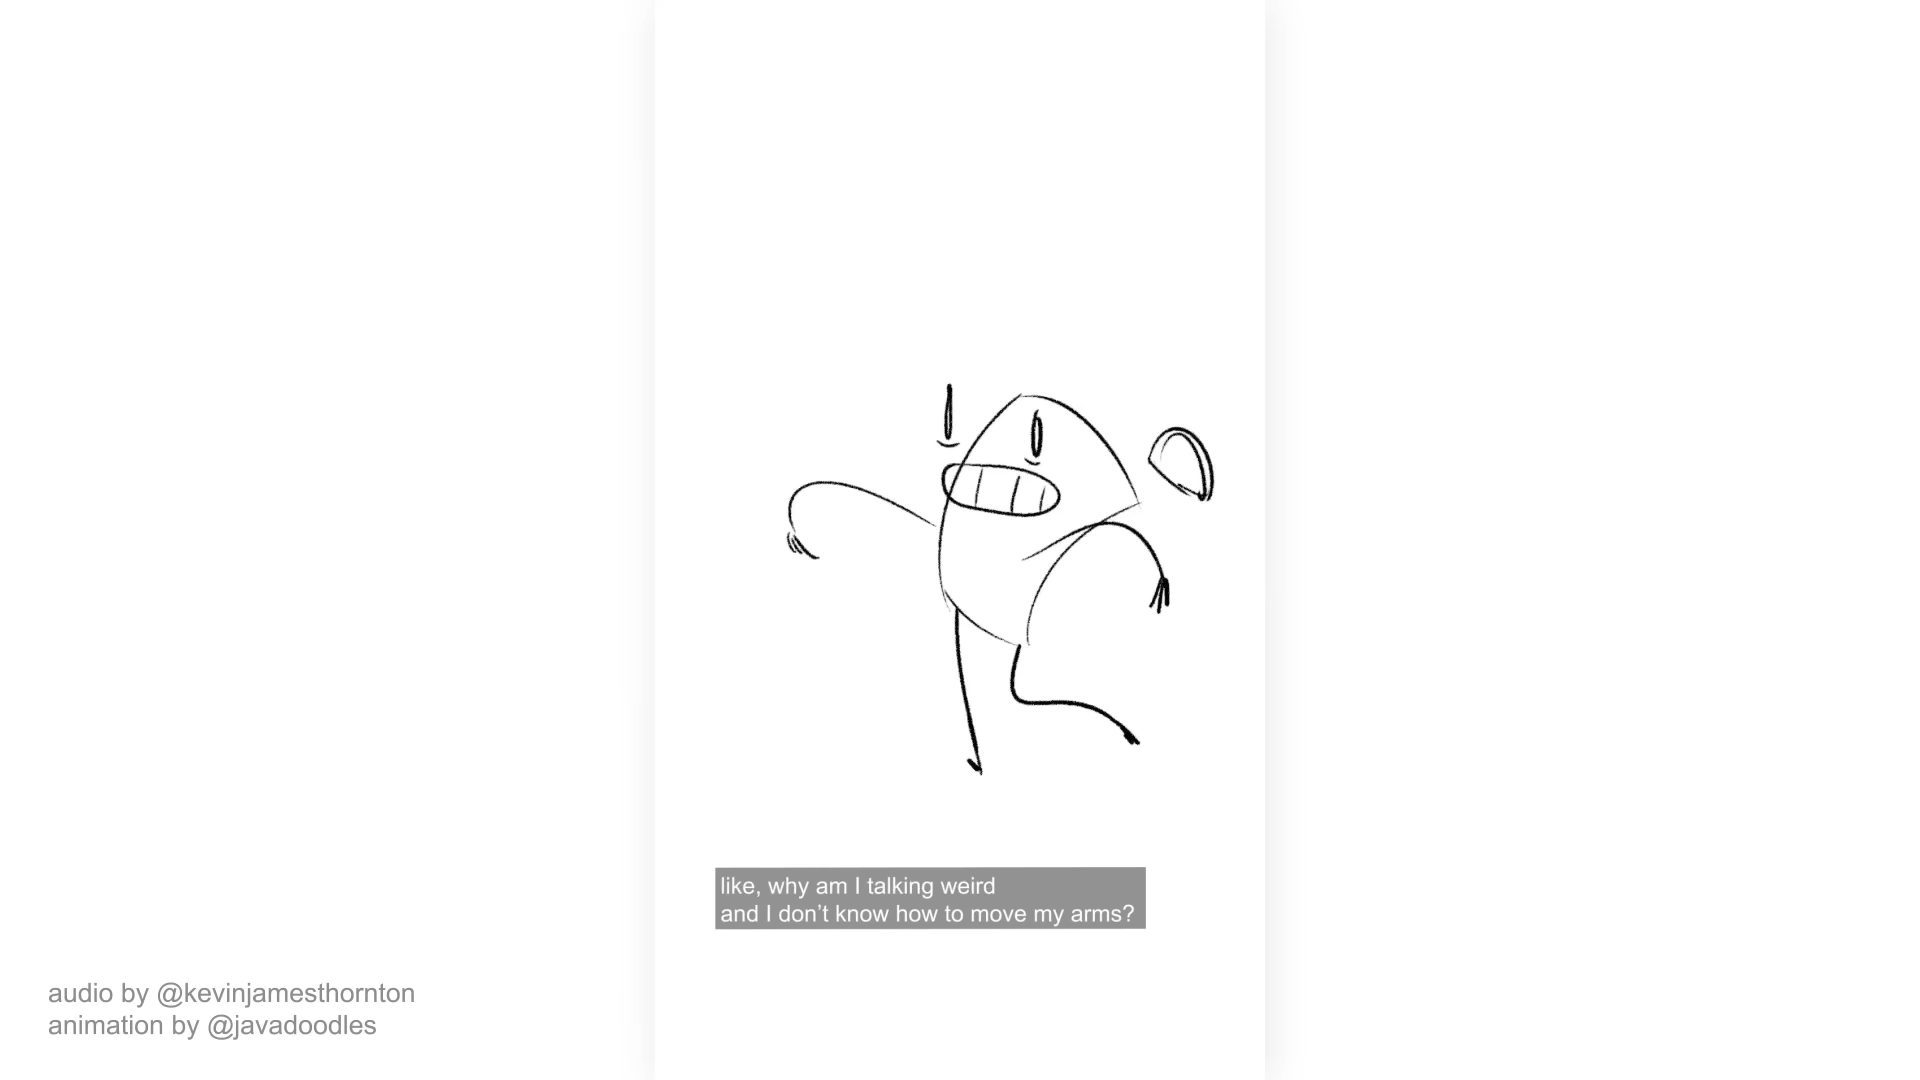 like, why am I talking weird
and I don’t know how to move my arms?
audio by @kevinjamesthornton
animation by @javadoodles